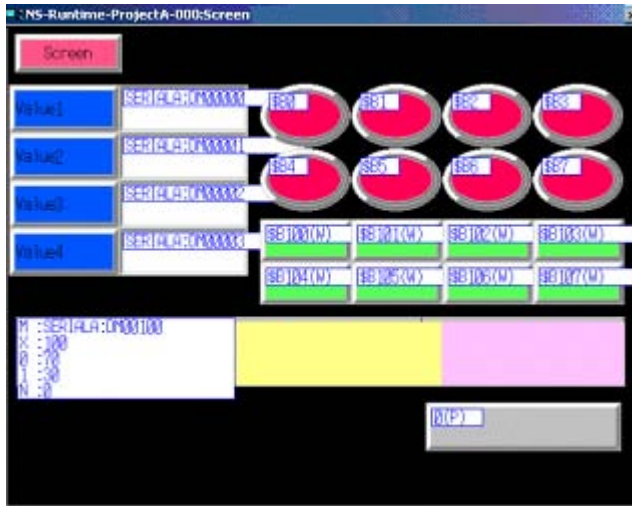 NS-Runtime-ProjectA-000:Screen
Screen
Value1
SERIALA:DM00000
$B0
$B1
$B2
$B3
Value2
SERIALA:DM00001
$B4
$B5
$B6
$B7
Value3
SERIALA:DM00002
Value4
SERIALA:DM00003
$B100(W)
$B101(W)
$B102(W)
$B103(W)
$B104(W)
$B105(W)
$B106(W)
$B107(W)
M :SERIALA:DM00100
X :100
0 :70
1 :30
N :0
0(P)